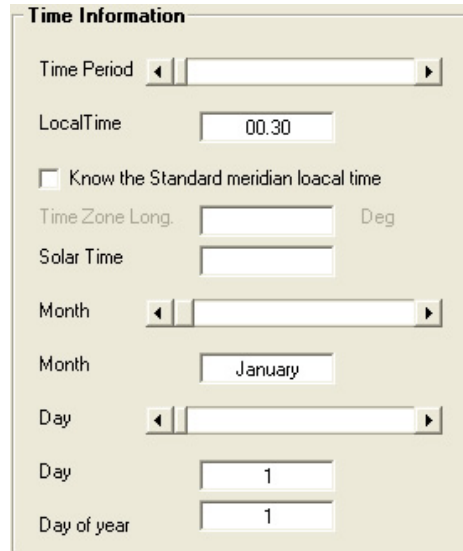 Time Information
Time Period
LocalTime 00.30
Know the Standard meridian loacal time
Time Zone Long. Deg
Solar Time
Month
Month January
Day
Day 1
Day of year 1